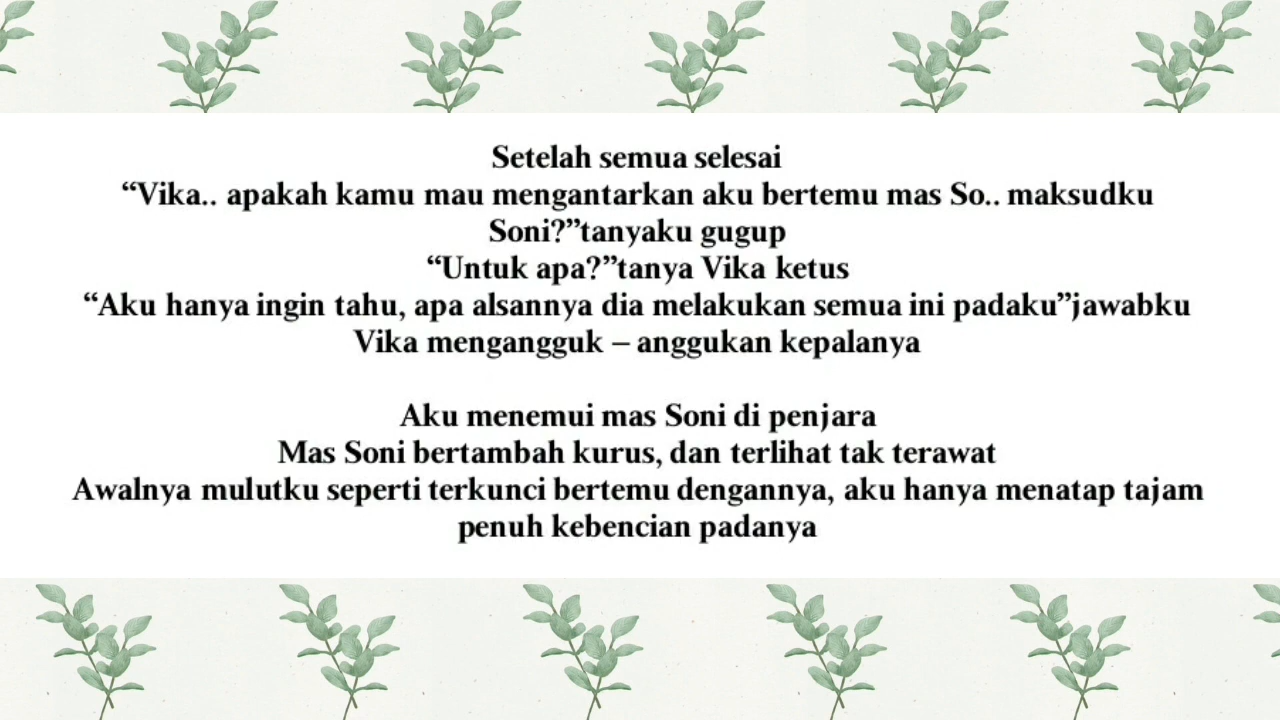 Setelah semua selesai
“Vika.. apakah kamu mau mengantarkan aku bertemu mas So.. maksudku
Soni?”tanyaku gugup
“Untuk apa?”tanya Vika ketus
“Aku hanya ingin tahu, apa alsannya dia melakukan semua ini padaku”jawabku
Vika mengangguk – anggukan kepalanya
Aku menemui mas Soni di penjara
Mas Soni bertambah kurus, dan terlihat tak terawat
Awalnya mulutku seperti terkunci bertemu dengannya, aku hanya menatap tajam
penuh kebencian padanya